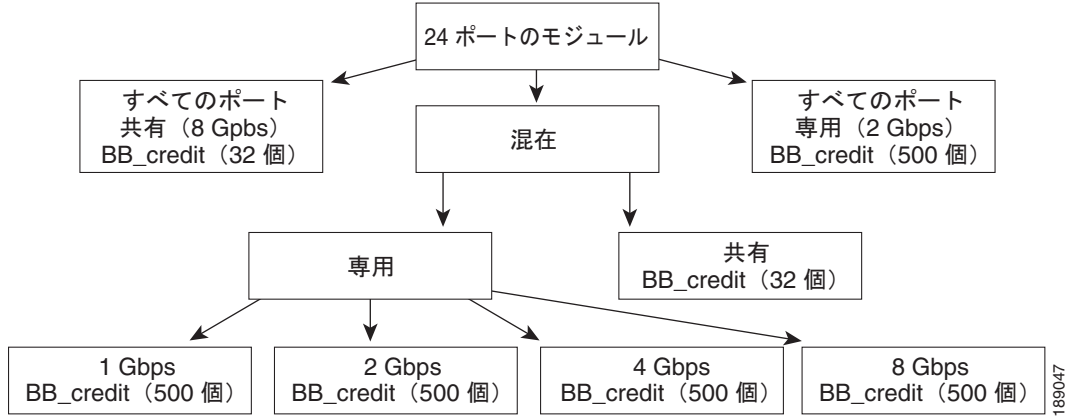 24 ポートのモジュール
すべてのポート
共有（8 Gpbs）
BB_credit（32 個）
混在
すべてのポート
専用（2 Gbps）
BB_credit（500 個）
専用
共有
BB_credit（32 個）
1 Gbps
BB_credit（500 個）
2 Gbps
BB_credit（500 個）
4 Gbps
BB_credit（500 個）
8 Gbps
BB_credit（500 個）
189047